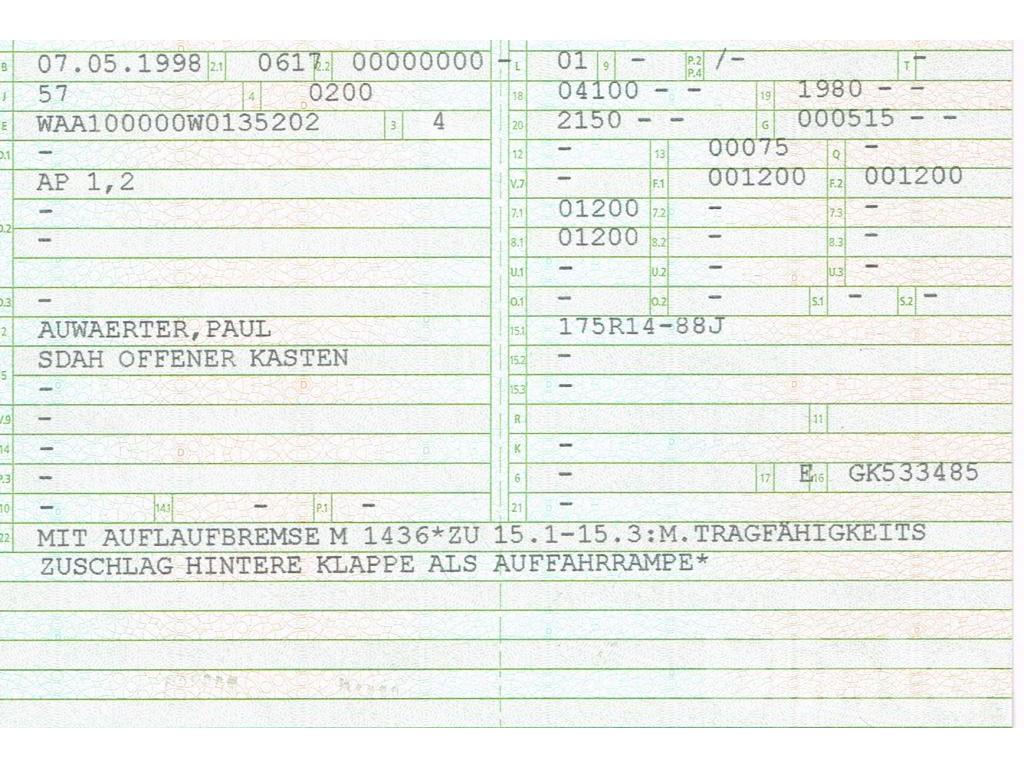 B 07.05.1998 2.1 0617 2.2 00000000 - L 01 9 - P.2 P.4 /- T -
J 57 4 0200 18 04100 - - 19 1980 - -
E WAA100000W0135202 3 4 20 2150 - - G 000515 - -
D.1 - 12 - 13 00075 Q -
AP 1,2 V.7 - F.1 001200 F.2 001200
- 7.1 01200 7.2 - 7.3 -
D.2 - 8.1 01200 8.2 - 8.3 -
U.1 - U.2 - U.3 -
D.3 - O.1 - O.2 - S.1 - S.2 -
2 AUWAERTER,PAUL 15.1 175R14-88J
5 SDAH OFFENER KASTEN 15.2 -
- 15.3 -
V.9 - R 11
14 - K -
P.3 - 6 - 17 E 16 GK533485
10 - 14.1 - P.1 - 21 -
22 MIT AUFLAUFBREMSE M 1436*ZU 15.1-15.3:M.TRAGFÄHIGKEITS
ZUSCHLAG HINTERE KLAPPE ALS AUFFAHRRAMPE*